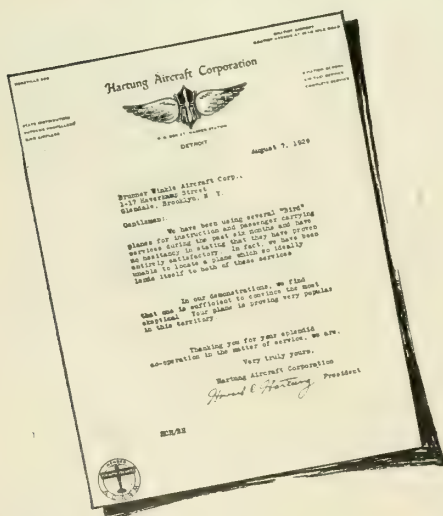 Hartung Aircraft Corporation
DETROIT
August 7, 1929
Brunner Winkle Aircraft Corp.,
1-17 Haverkamp Street
Glendale, Brooklyn, N. Y.
Gentlemen:
We have been using several "Bird"
planes for instruction and passenger carrying
services during the past six months and have
no hesitancy in stating that they have proven
entirely satisfactory In fact, we have been
unable to locate a plane which so ideally
lends itself to both of these services
In our demonstrations, we find
that one is sufficient to convince the most
skeptical Your plane is proving very popular
in this territory
Thanking you for your splendid
co-operation in the matter of service, we are,
Very truly yours,
Hartung Aircraft Corporation
Howard C Hartung President